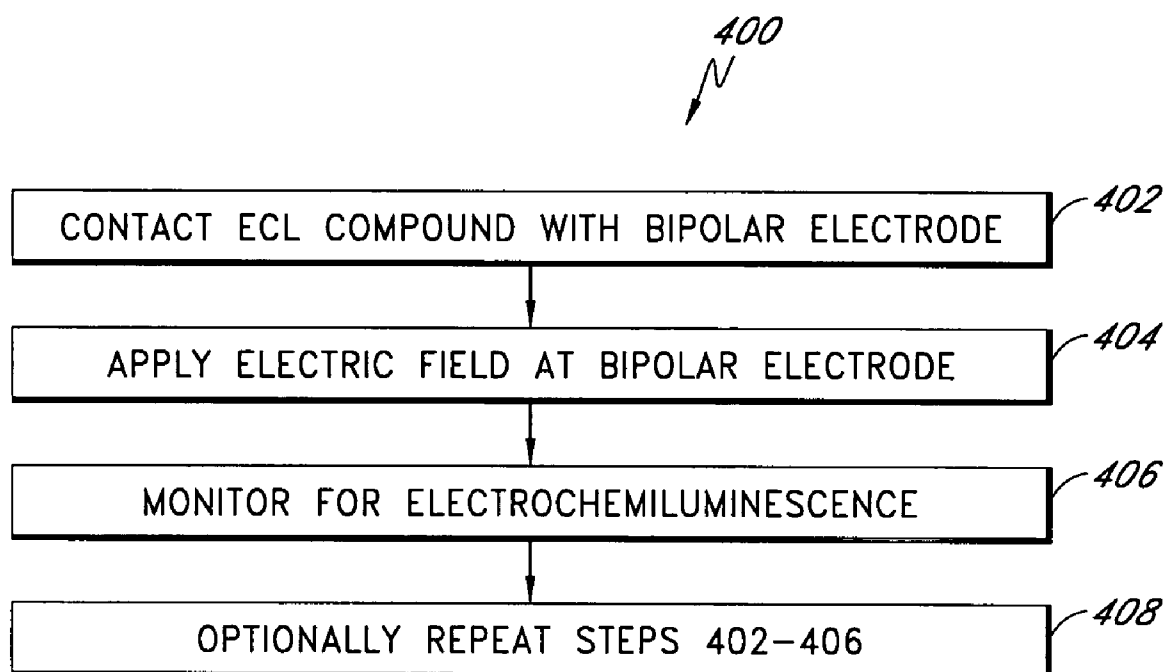 400
CONTACT ECL COMPOUND WITH BIPOLAR ELECTRODE
402
APPLY ELECTRIC FIELD AT BIPOLAR ELECTRODE
404
MONITOR FOR ELECTROCHEMILUMINESCENCE
406
OPTIONALLY REPEAT STEPS 402-406
408